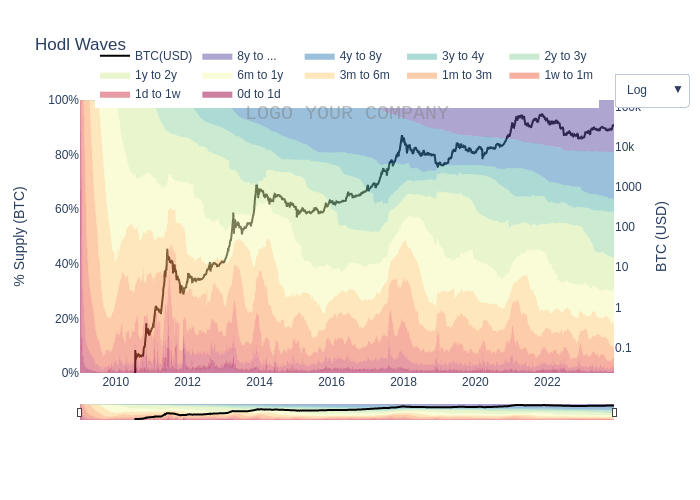 Hodl Waves
BTC(USD) 8y to ... 4y to 8y 3y to 4y 2y to 3y
1y to 2y 6m to 1y 3m to 6m 1m to 3m 1w to 1m
1d to 1w 0d to 1d
Log ▼
LOGO YOUR COMPANY
100%
80%
60%
40%
20%
0%
% Supply (BTC)
100k
10k
1000
100
10
1
0.1
BTC (USD)
2010 2012 2014 2016 2018 2020 2022